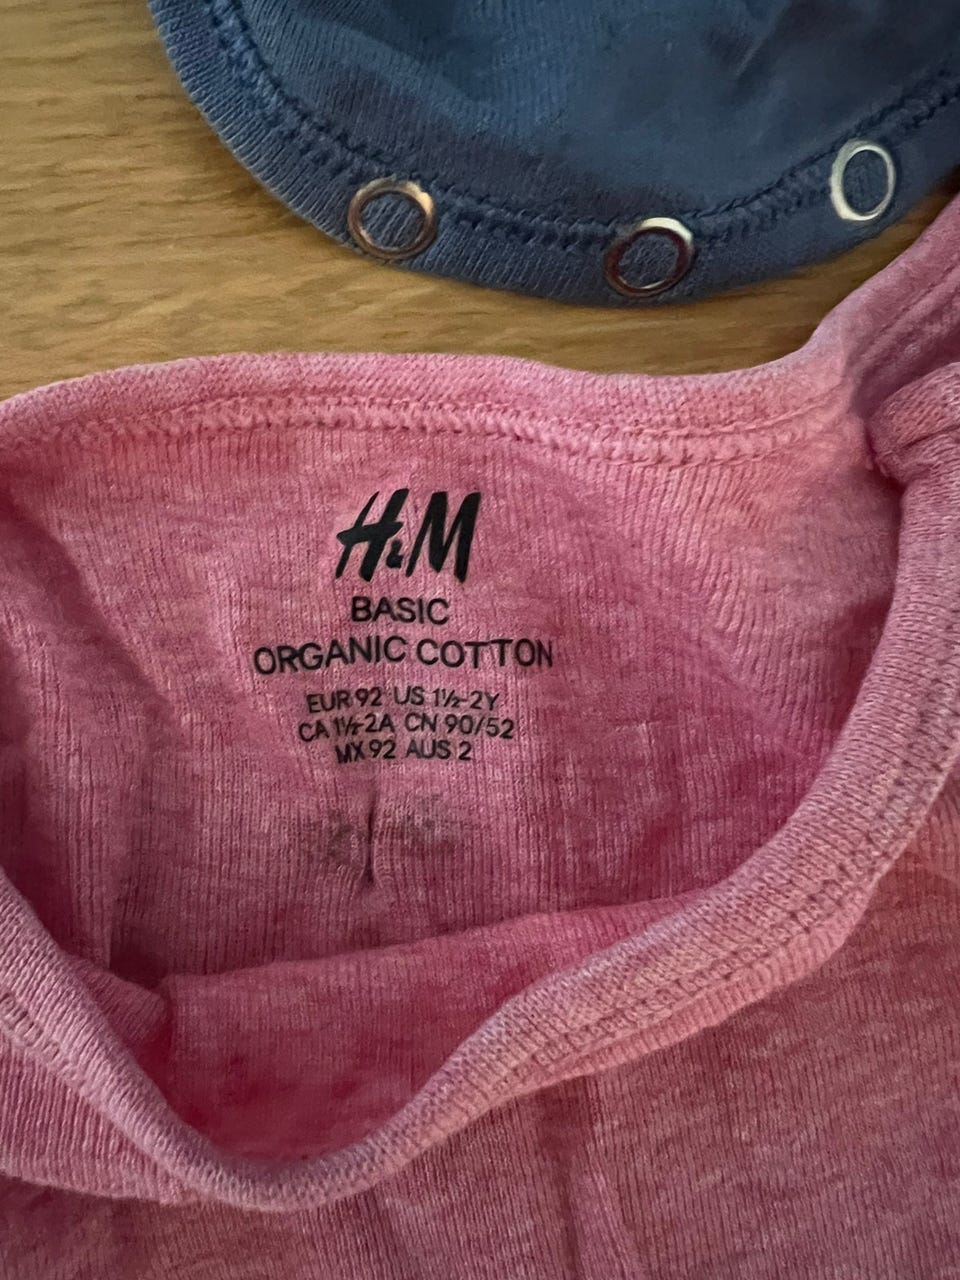 H&M
BASIC
ORGANIC COTTON
EUR 92 US 1½-2Y
CA 1½-2A CN 90/52
MX 92 AUS 2